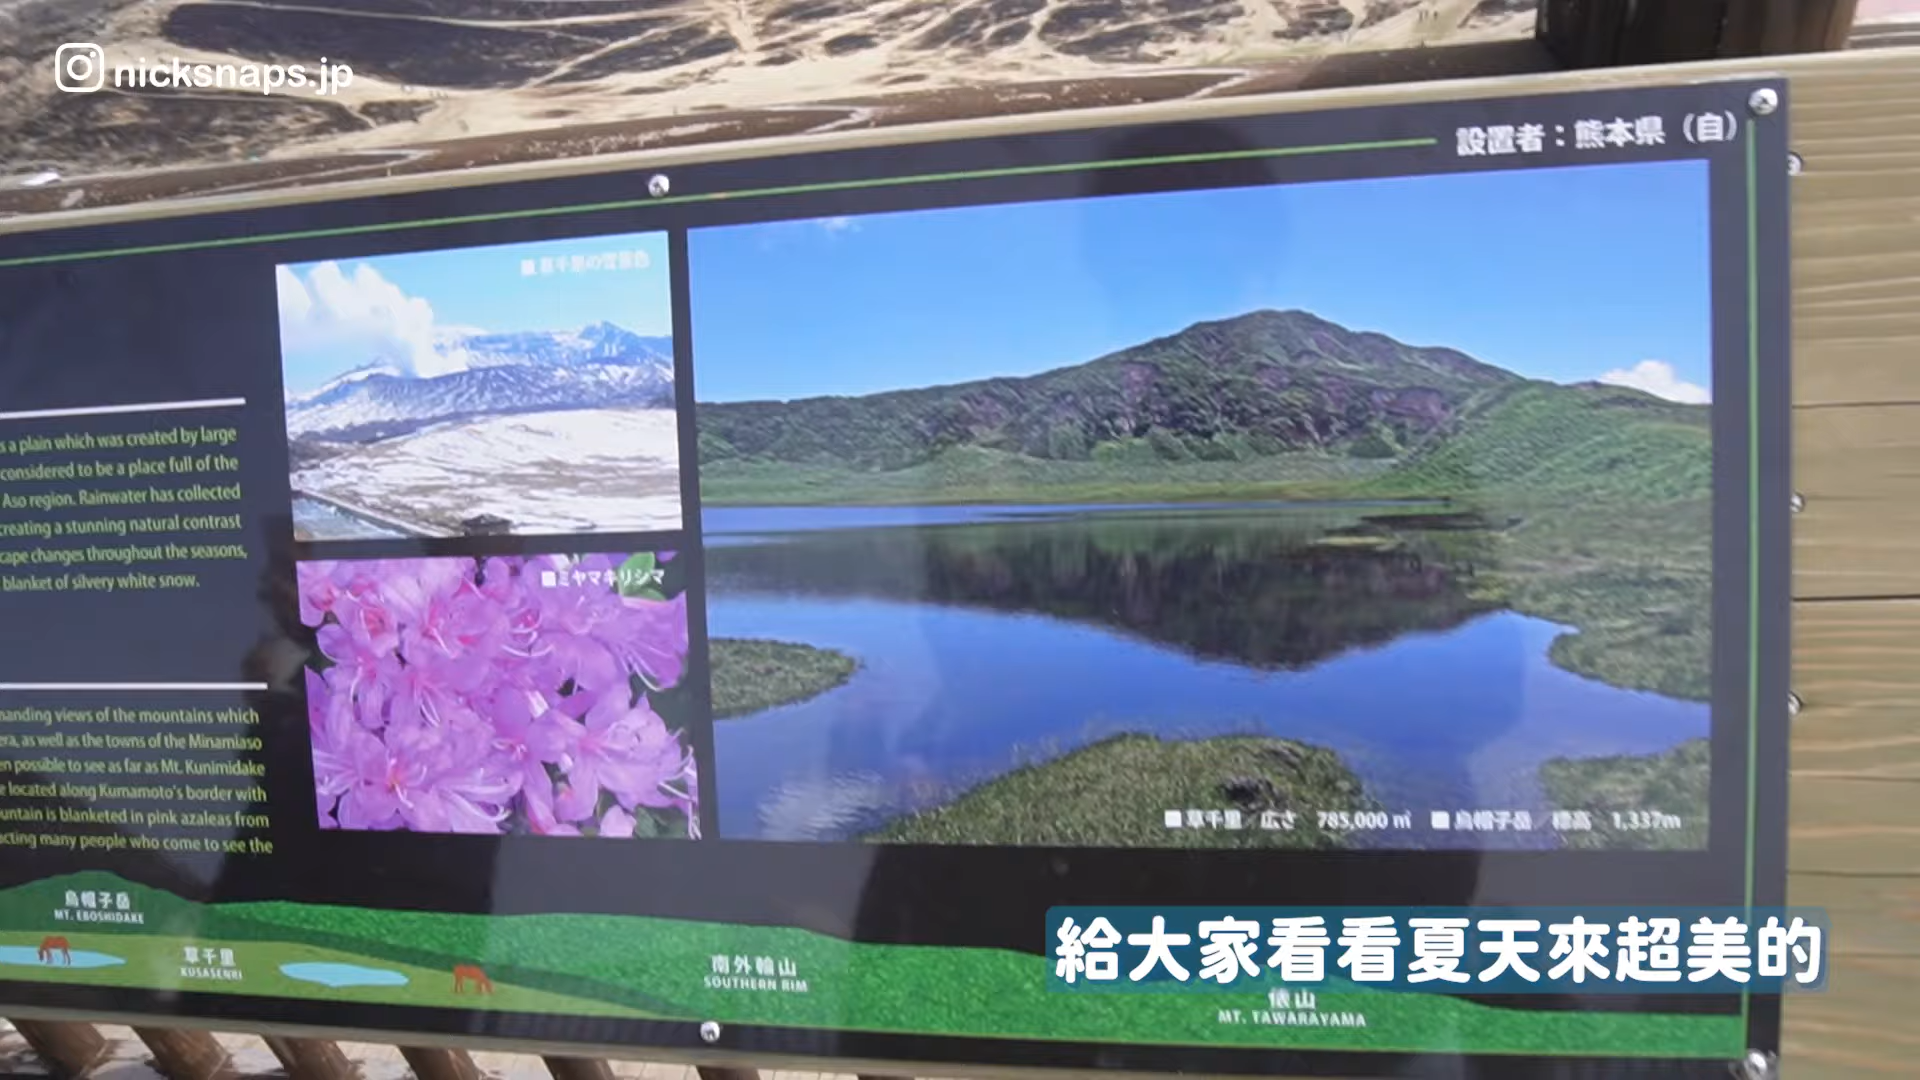 nicksnaps.jp
設置者：熊本県（自）
■草千里の雪景色
s a plain which was created by large
considered to be a place full of the
Aso region. Rainwater has collected
creating a stunning natural contrast
cape changes throughout the seasons,
blanket of silvery white snow.
■ミヤマキリシマ
manding views of the mountains which
era, as well as the towns of the Minamiaso
en possible to see as far as Mt. Kunimidake
e located along Kumamoto's border with
untain is blanketed in pink azaleas from
acting many people who come to see the
■草千里／広さ　785,000㎡　■烏帽子岳／標高　1,337m
烏帽子岳
MT. EBOSHIDAKE
草千里
KUSASENRI
南外輪山
SOUTHERN RIM
俵山
MT. TAWARAYAMA
給大家看看夏天來超美的